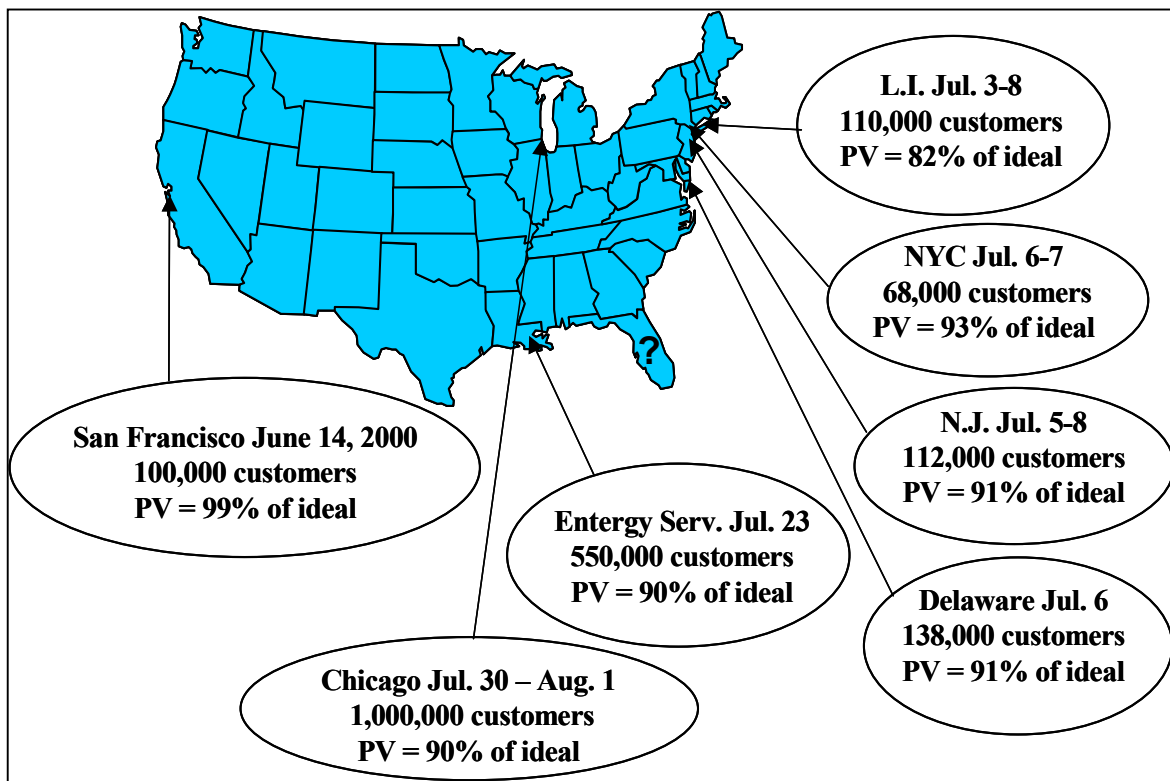 L.I. Jul. 3-8
110,000 customers
PV = 82% of ideal
NYC Jul. 6-7
68,000 customers
PV = 93% of ideal
?
San Francisco June 14, 2000
100,000 customers
PV = 99% of ideal
N.J. Jul. 5-8
112,000 customers
PV = 91% of ideal
Entergy Serv. Jul. 23
550,000 customers
PV = 90% of ideal
Delaware Jul. 6
138,000 customers
PV = 91% of ideal
Chicago Jul. 30 – Aug. 1
1,000,000 customers
PV = 90% of ideal